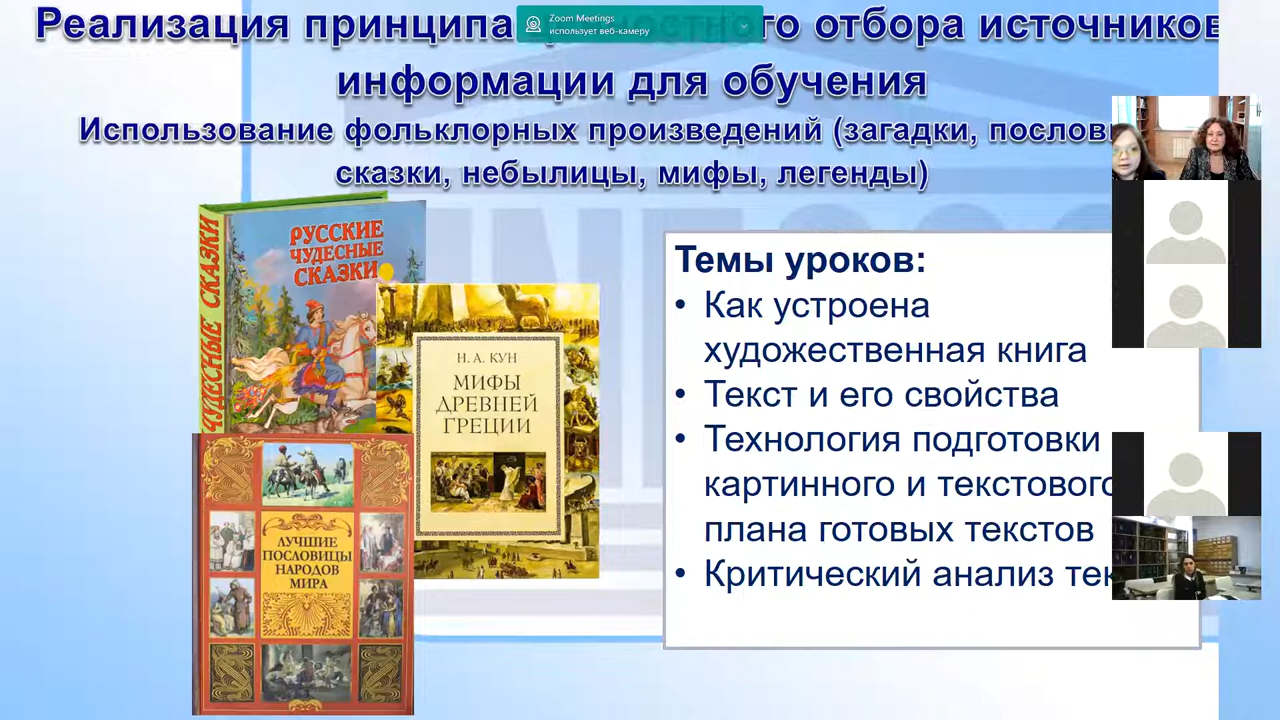 Реализация принципа го отбора источников
Zoom Meetings
использует веб-камеру
информации для обучения
Использование фольклорных произведений (загадки,
сказки, небылицы, мифы, легенды)
РУССКИЕ
ЧУДЕСНЫЕ
СКАЗКИ
ЧУДЕСНЫЕ СКАЗКИ
Н. А. КУН
МИФЫ
ДРЕВНЕЙ
ГРЕЦИИ
ЛУЧШИЕ
ПОСЛОВИЦЫ
НАРОДОВ
МИРА
Темы уроков:
• Как устроена
художественная книга
• Текст и его свойства
• Технология подготовки
картинного и текстового
плана готовых текстов
• Критический анализ